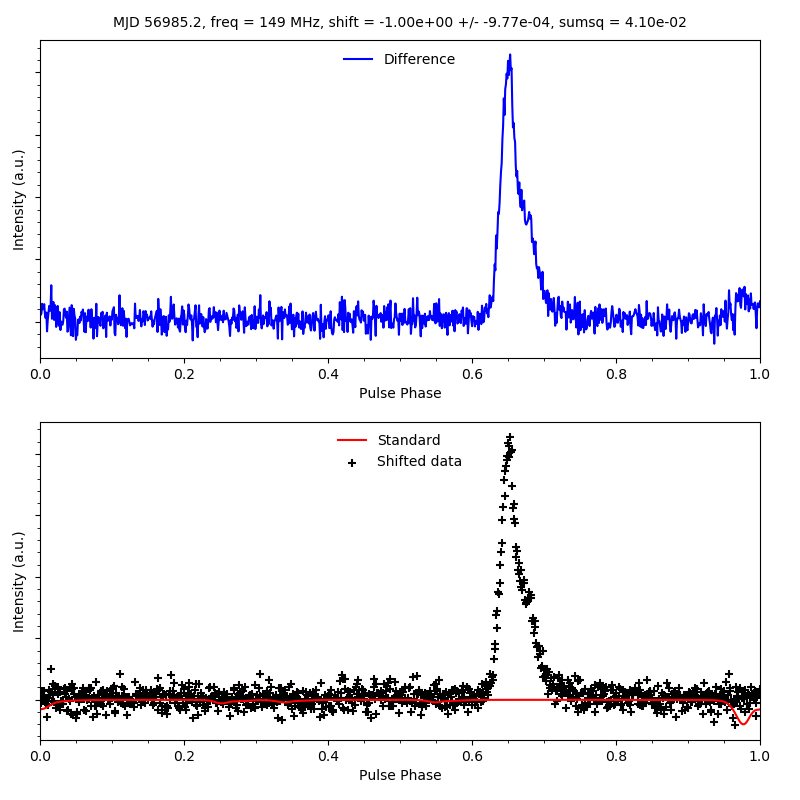 MJD 56985.2, freq = 149 MHz, shift = -1.00e+00 +/- -9.77e-04, sumsq = 4.10e-02
Difference
Intensity (a.u.)
0.0 0.2 0.4 0.6 0.8 1.0
Pulse Phase
Standard
Shifted data
Intensity (a.u.)
0.0 0.2 0.4 0.6 0.8 1.0
Pulse Phase